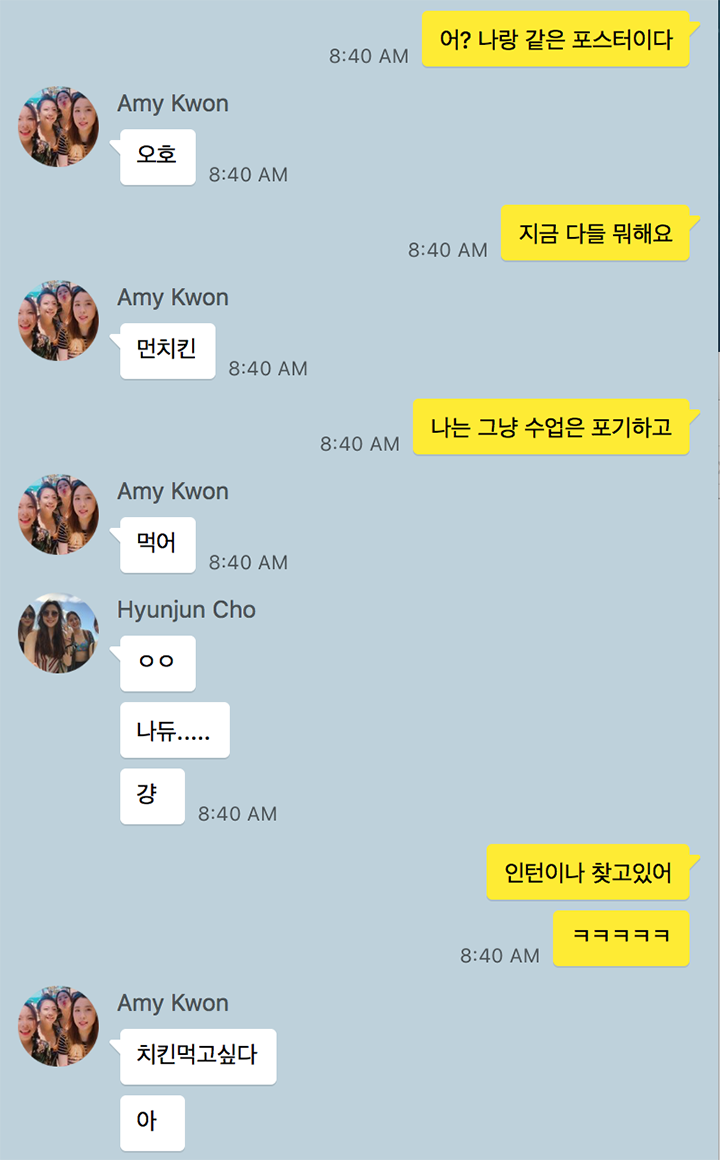 어? 나랑 같은 포스터이다
8:40 AM
Amy Kwon
오호
8:40 AM
지금 다들 뭐해요
8:40 AM
Amy Kwon
먼치킨
8:40 AM
나는 그냥 수업은 포기하고
8:40 AM
Amy Kwon
먹어
8:40 AM
Hyunjun Cho
ㅇㅇ
나듀.....
걍
8:40 AM
인턴이나 찾고있어
ㅋㅋㅋㅋㅋ
8:40 AM
Amy Kwon
치킨먹고싶다
아